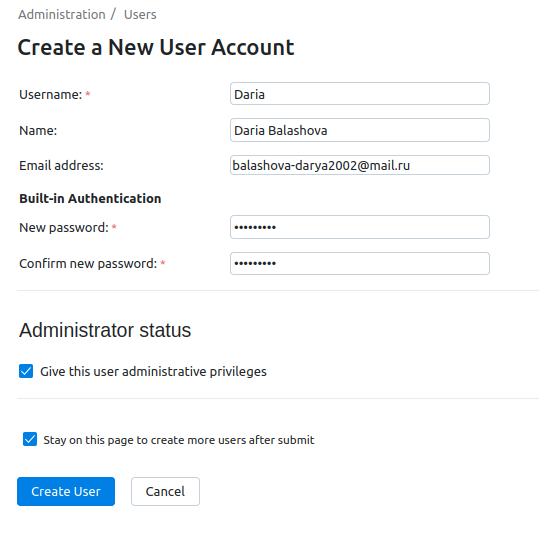 Administration / Users
Create a New User Account
Username: * Daria
Name: Daria Balashova
Email address: balashova-darya2002@mail.ru
Built-in Authentication
New password: * •••••••••
Confirm new password: * •••••••••
Administrator status
Give this user administrative privileges
Stay on this page to create more users after submit
Create User Cancel